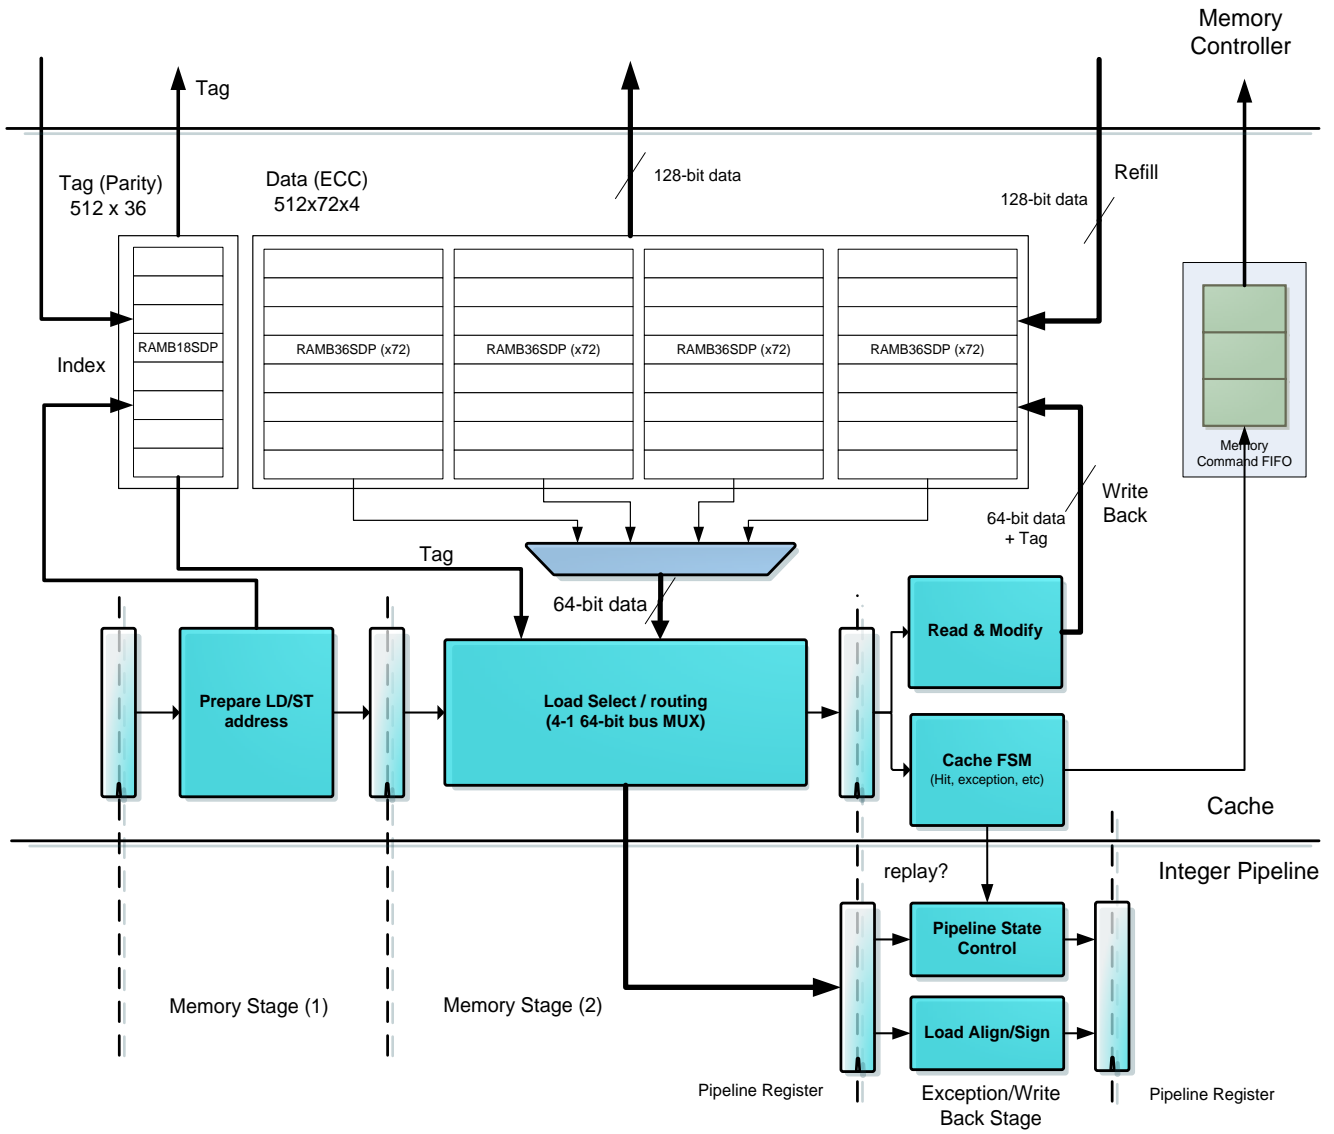 Memory
Controller
Tag
Tag (Parity)
512 x 36
Data (ECC)
512x72x4
128-bit data
Refill
128-bit data
RAMB18SDP
RAMB36SDP (x72)
RAMB36SDP (x72)
RAMB36SDP (x72)
RAMB36SDP (x72)
Index
Memory
Command FIFO
Write
Back
64-bit data
+ Tag
Tag
64-bit data
Prepare LD/ST
address
Load Select / routing
(4-1 64-bit bus MUX)
Read & Modify
Cache FSM
(Hit, exception, etc)
Cache
Integer Pipeline
replay?
Pipeline State
Control
Load Align/Sign
Memory Stage (1)
Memory Stage (2)
Pipeline Register
Exception/Write
Back Stage
Pipeline Register